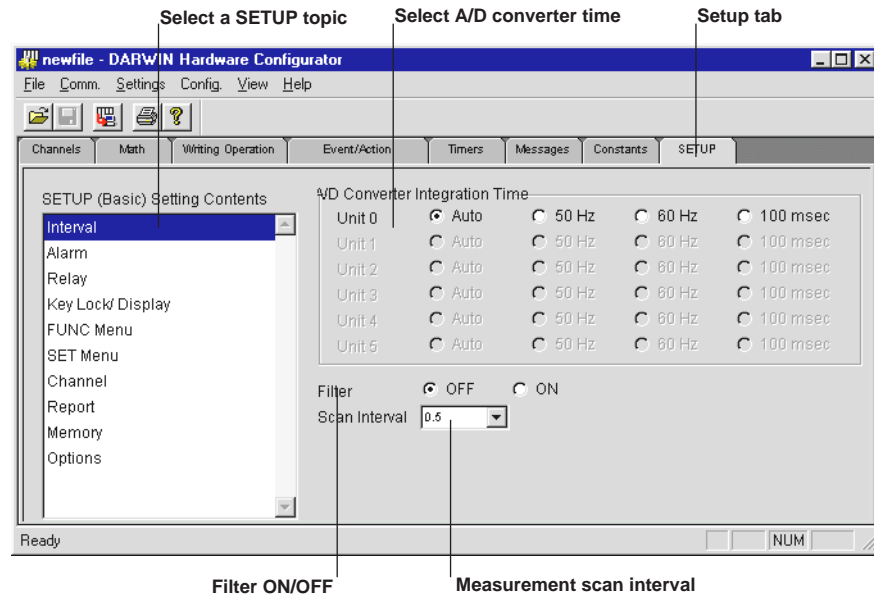 Select a SETUP topic Select A/D converter time Setup tab
newfile - DARWIN Hardware Configurator
File Comm. Settings Config. View Help
Channels Math Writing Operation Event/Action Timers Messages Constants SETUP
SETUP (Basic) Setting Contents
Interval
Alarm
Relay
Key Lock/ Display
FUNC Menu
SET Menu
Channel
Report
Memory
Options
A/D Converter Integration Time
Unit 0 Auto 50 Hz 60 Hz 100 msec
Unit 1 Auto 50 Hz 60 Hz 100 msec
Unit 2 Auto 50 Hz 60 Hz 100 msec
Unit 3 Auto 50 Hz 60 Hz 100 msec
Unit 4 Auto 50 Hz 60 Hz 100 msec
Unit 5 Auto 50 Hz 60 Hz 100 msec
Filter OFF ON
Scan Interval 0.5
Ready NUM
Filter ON/OFF Measurement scan interval